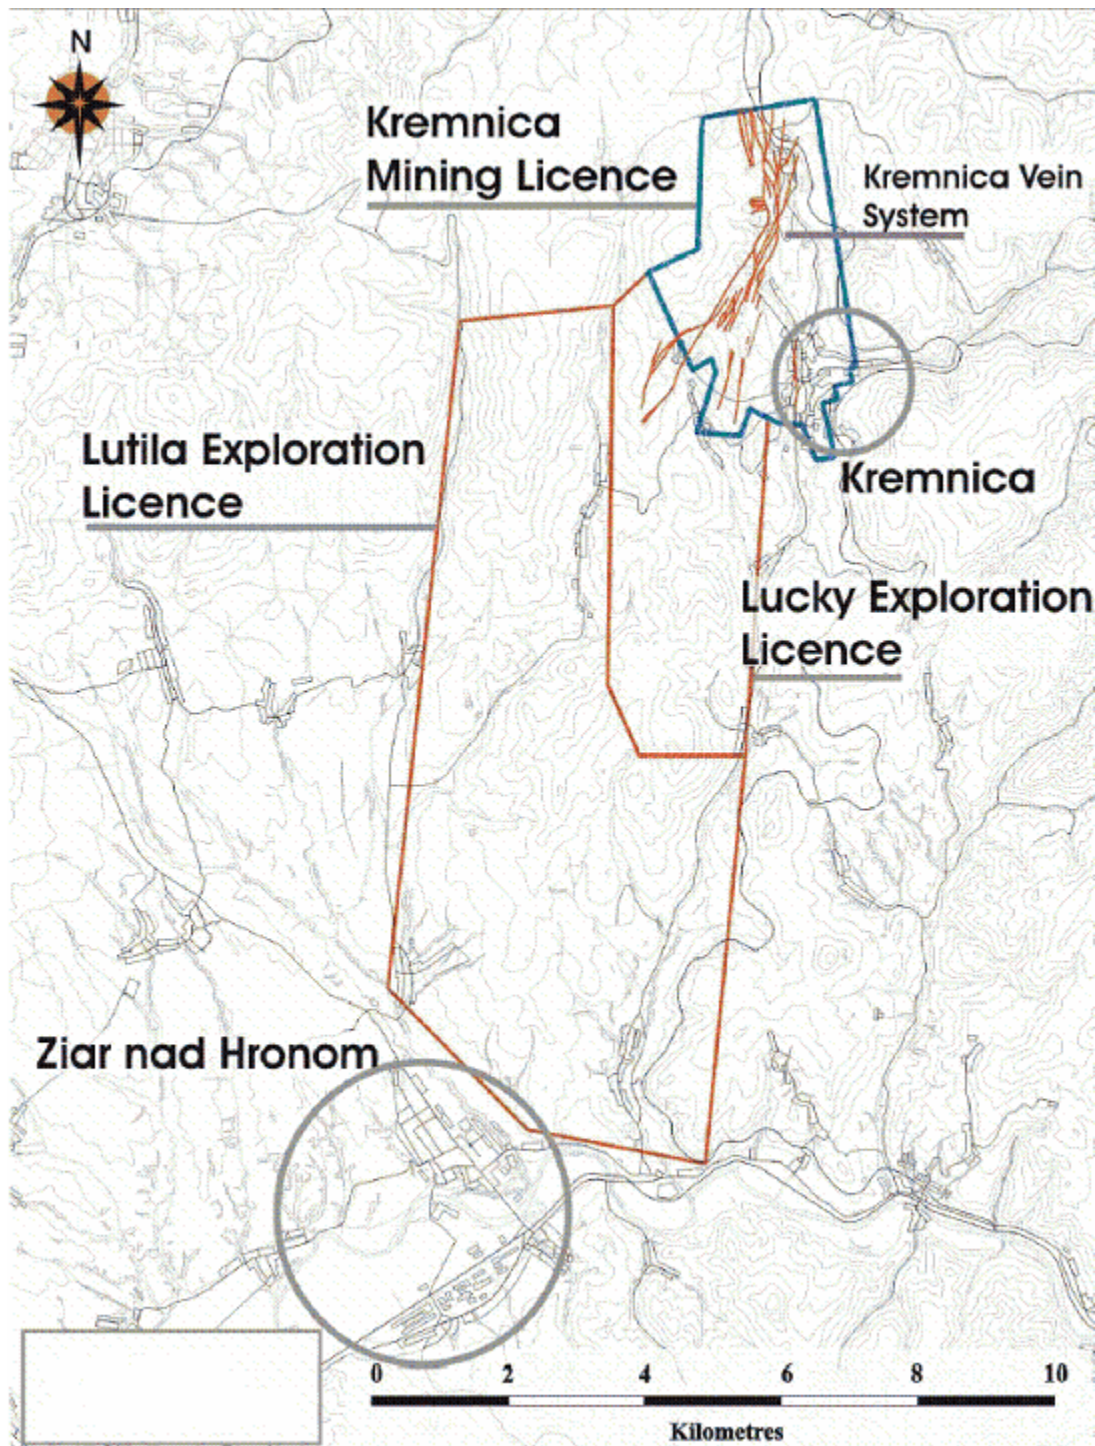 N
Kremnica
Mining Licence
Kremnica Vein
System
Lutila Exploration
Licence
Kremnica
Lucky Exploration
Licence
Ziar nad Hronom
0 2 4 6 8 10
Kilometres